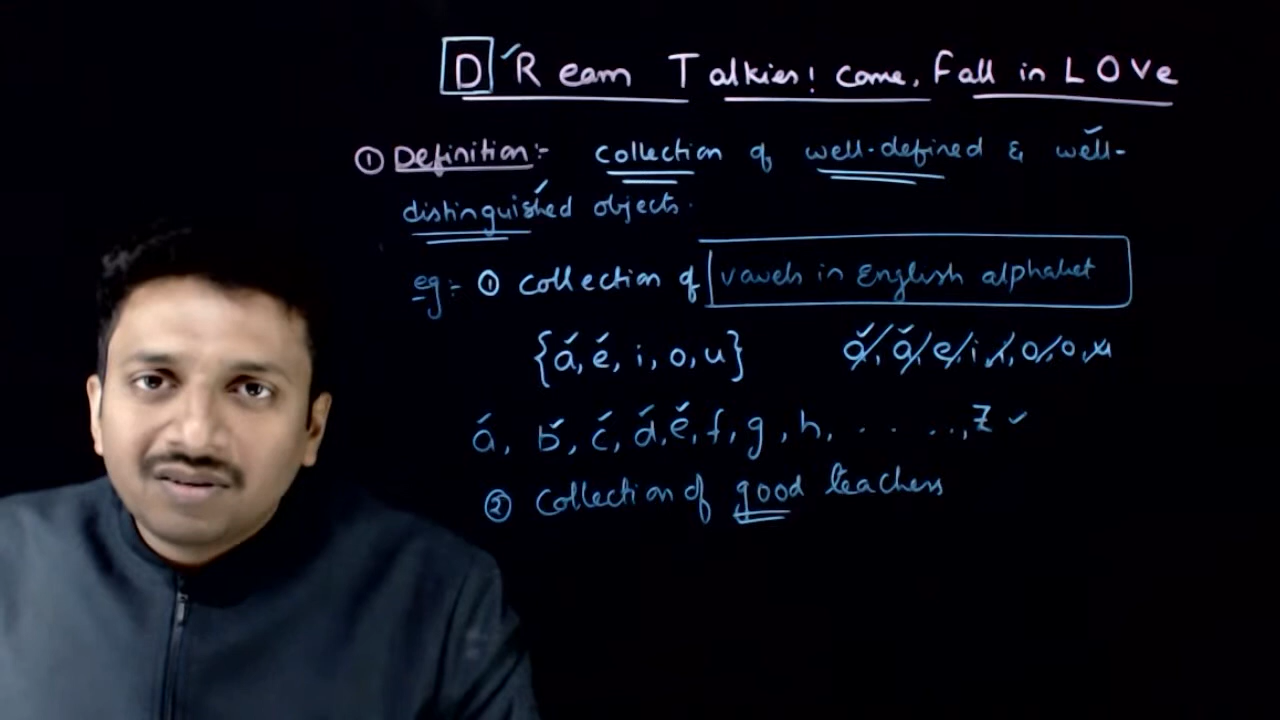 D'Ream Talkies! Come, Fall in LOVe
① Definition:- Collection of well-defined & well-
distinguished objects.
eg:- ① Collection of vowels in English alphabet
{a, e, i, o, u} a, a, e, i, i, o, o, u
a, b, c, d, e, f, g, h, . . . . ., Z
② Collection of good teachers